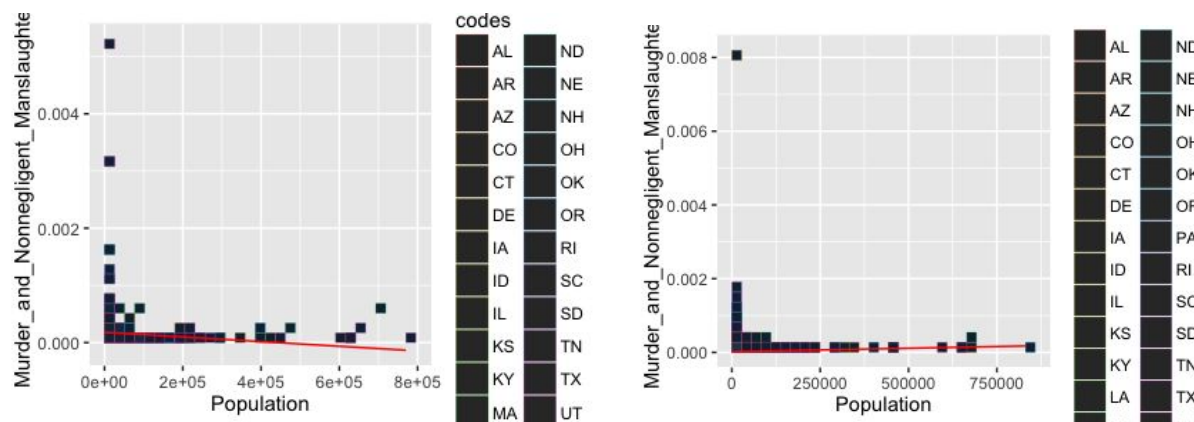 Murder_and_Nonnegligent_Manslaughte
0.004
0.002
0.000
0e+00 2e+05 4e+05 6e+05 8e+05
Population
codes
AL ND
AR NE
AZ NH
CO OH
CT OK
DE OR
IA RI
ID SC
IL SD
KS TN
KY TX
MA UT
Murder_and_Nonnegligent_Manslaughte
0.008
0.006
0.004
0.002
0.000
0 250000 500000 750000
Population
AL ND
AR NE
AZ NH
CO OH
CT OK
DE OR
IA PA
ID RI
IL SC
KS SD
KY TN
LA TX